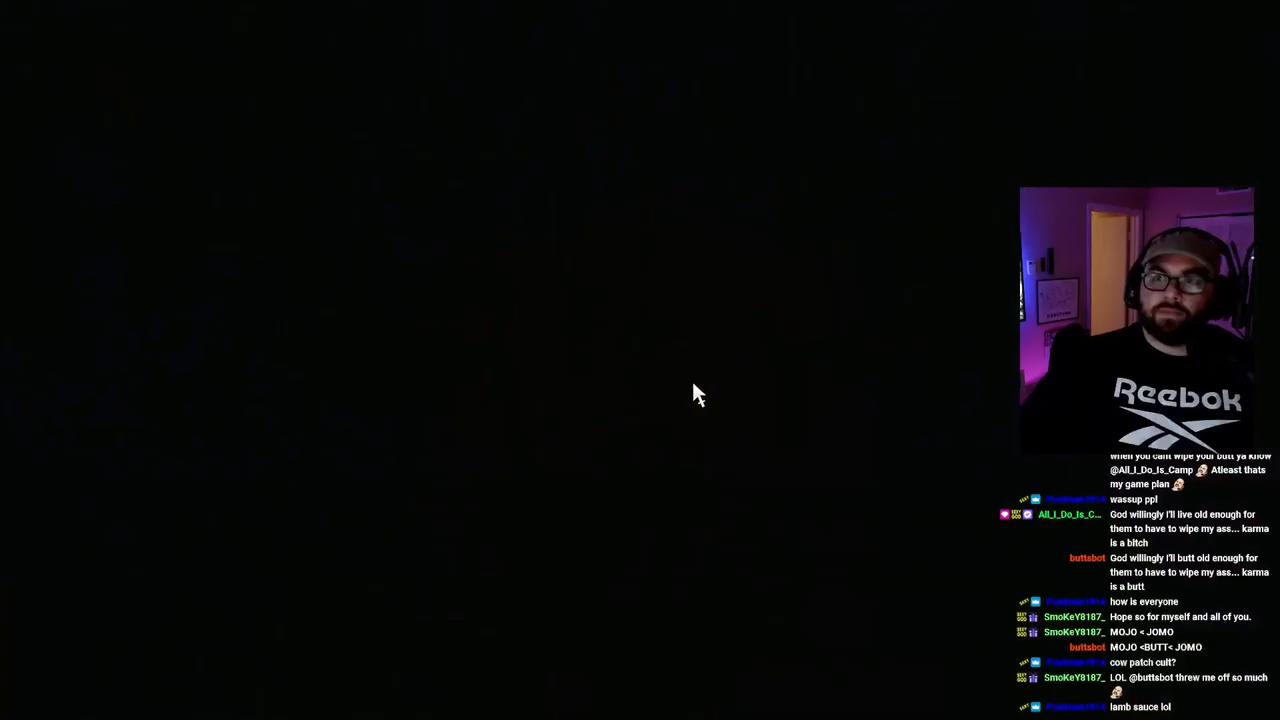 Reebok
when you cant wipe your butt ya know
@All_I_Do_Is_Camp Atleast thats
my game plan
wassup ppl
All_I_Do_Is_C... God willingly I'll live old enough for
them to have to wipe my ass... karma
is a bitch
buttsbot God willingly I'll butt old enough for
them to have to wipe my ass... karma
is a butt
how is everyone
SmoKeY8187_ Hope so for myself and all of you.
SmoKeY8187_ MOJO < JOMO
buttsbot MOJO <BUTT< JOMO
cow patch cult?
SmoKeY8187_ LOL @buttsbot threw me off so much
lamb sauce lol